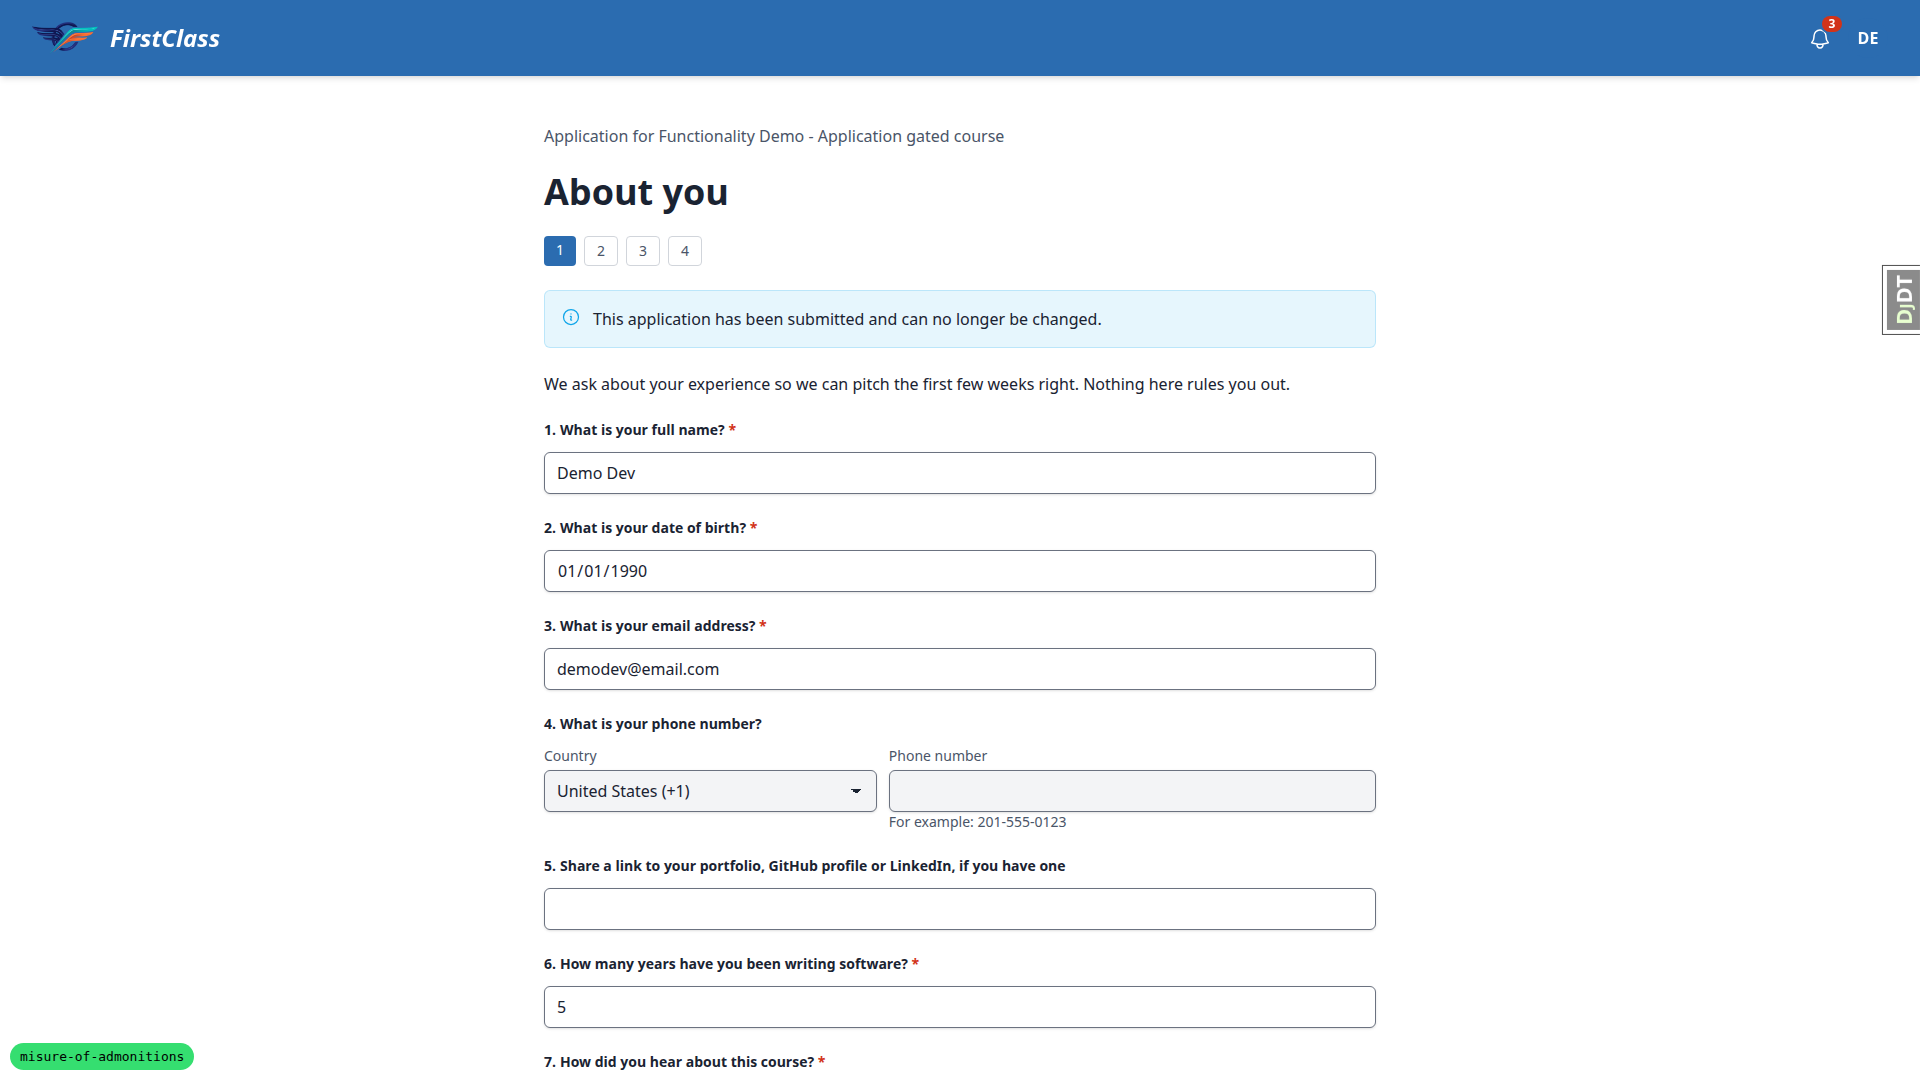 FirstClass
3
DE
Application for Functionality Demo - Application gated course
About you
1 2 3 4
This application has been submitted and can no longer be changed.
We ask about your experience so we can pitch the first few weeks right. Nothing here rules you out.
1. What is your full name? *
Demo Dev
2. What is your date of birth? *
01/01/1990
3. What is your email address? *
demodev@email.com
4. What is your phone number?
Country
Phone number
United States (+1)
For example: 201-555-0123
5. Share a link to your portfolio, GitHub profile or LinkedIn, if you have one
6. How many years have you been writing software? *
5
7. How did you hear about this course? *
DJDT
misure-of-admonitions